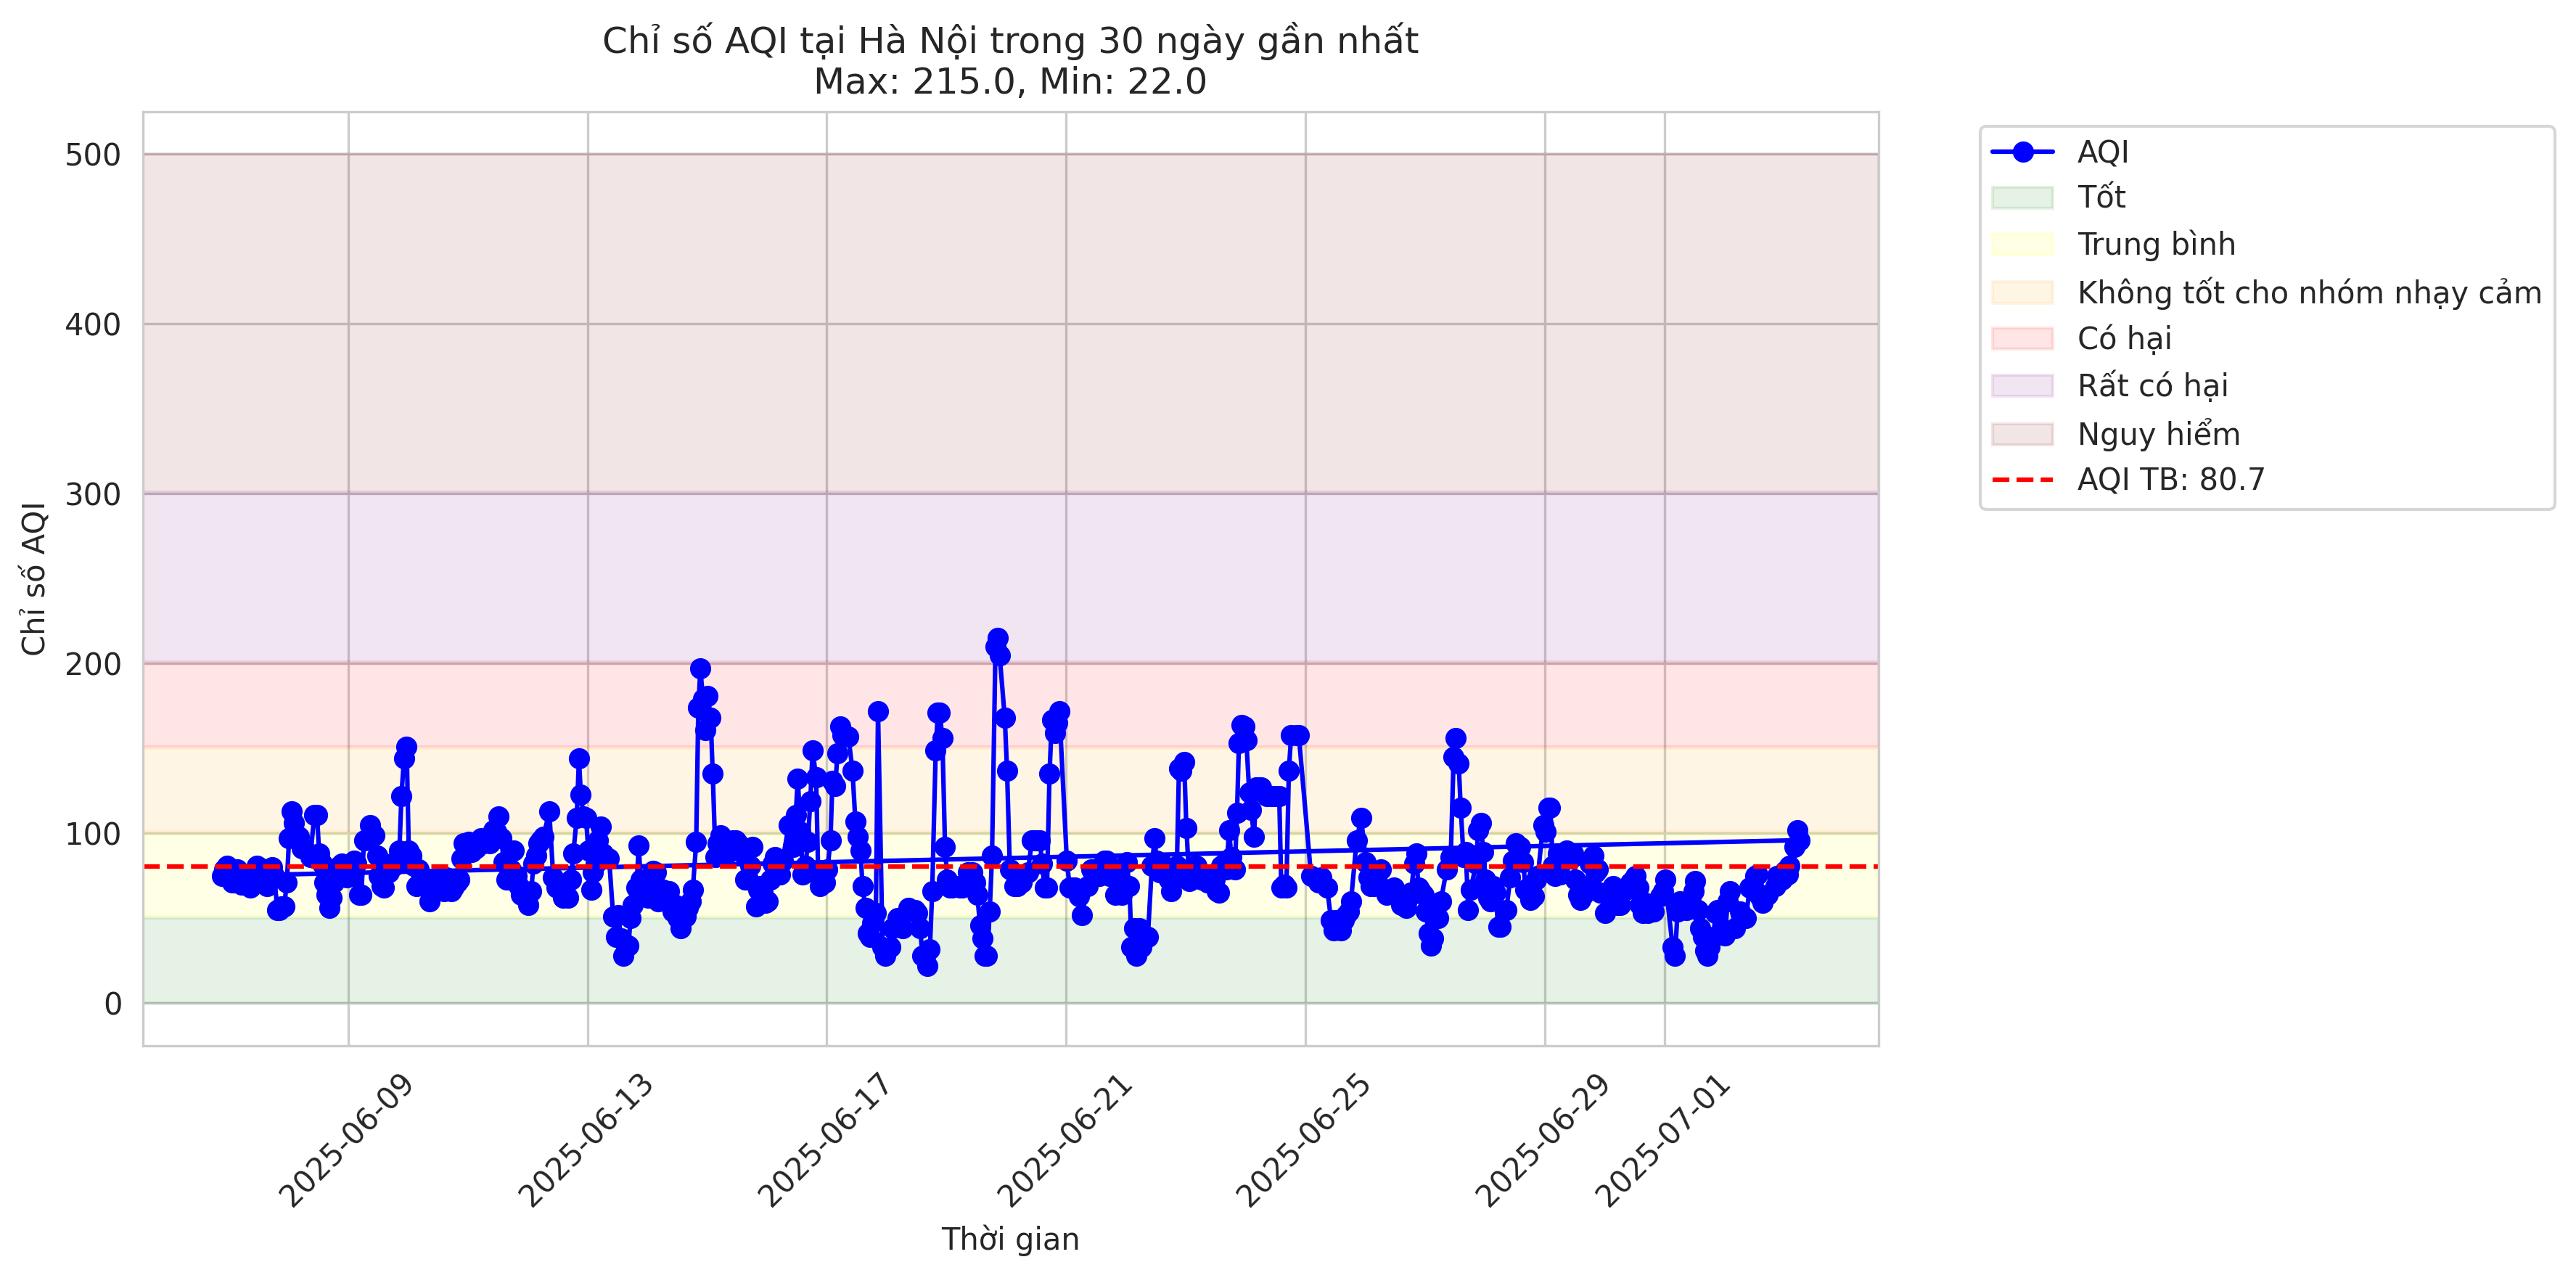 Chỉ số AQI tại Hà Nội trong 30 ngày gần nhất
Max: 215.0, Min: 22.0
Chỉ số AQI
500
400
300
200
100
0
2025-06-09
2025-06-13
2025-06-17
2025-06-21
2025-06-25
2025-06-29
2025-07-01
Thời gian
AQI
Tốt
Trung bình
Không tốt cho nhóm nhạy cảm
Có hại
Rất có hại
Nguy hiểm
AQI TB: 80.7